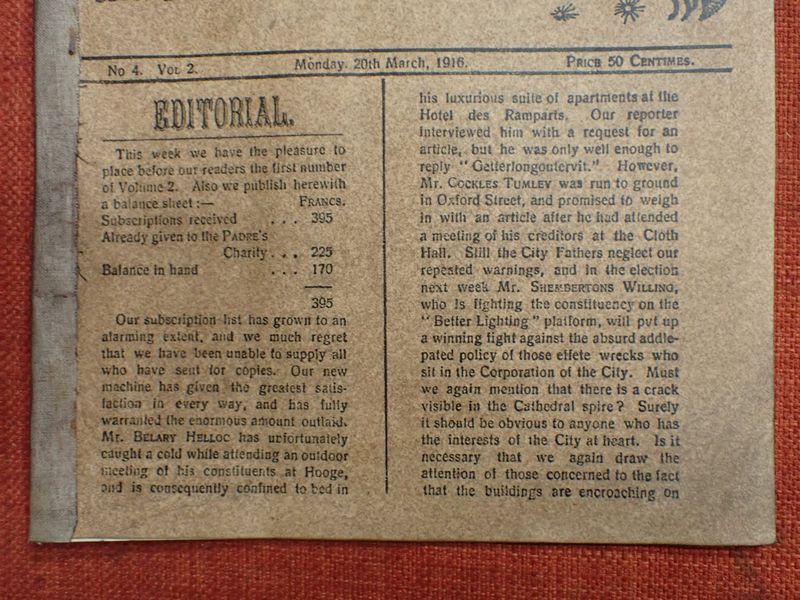 No 4. Vol 2.
Monday. 20th March, 1916.
Price 50 Centimes.
EDITORIAL.
This week we have the pleasure to
place before our readers the first number
of Volume 2. Also we publish herewith
a balance sheet :— Francs.
Subscriptions received . . . 395
Already given to the Padre's
Charity . . . 225
Balance in hand . . . 170
395
Our subscription list has grown to an
alarming extent, and we much regret
that we have been unable to supply all
who have sent for copies. Our new
machine has given the greatest satis-
faction in every way, and has fully
warranted the enormous amount outlaid.
Mr. Belary Helloc has unfortunately
caught a cold while attending an outdoor
meeting of his constituents at Hooge,
and is consequently confined to bed in
his luxurious suite of apartments at the
Hotel des Ramparts. Our reporter
interviewed him with a request for an
article, but he was only well enough to
reply "Getterlongoutervit." However,
Mr. Cockles Tumley was run to ground
in Oxford Street, and promised to weigh
in with an article after he had attended
a meeting of his creditors at the Cloth
Hall. Still the City Fathers neglect our
repeated warnings, and in the election
next week Mr. Shembertons Willing,
who is fighting the constituency on the
"Better Lighting" platform, will put up
a winning fight against the absurd addle-
pated policy of those effete wrecks who
sit in the Corporation of the City. Must
we again mention that there is a crack
visible in the Cathedral spire? Surely
it should be obvious to anyone who has
the interests of the City at heart. Is it
necessary that we again draw the
attention of those concerned to the fact
that the buildings are encroaching on